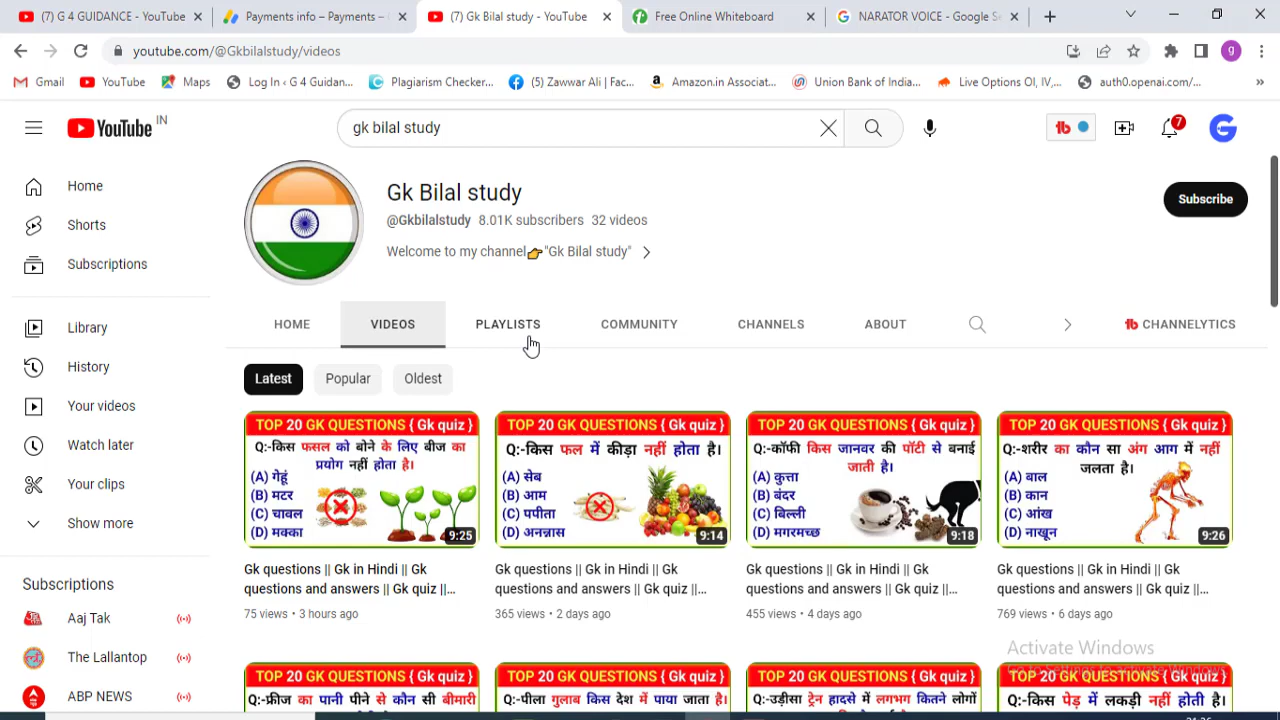 (7) G 4 GUIDANCE - YouTube
Payments info – Payments –
(7) Gk Bilal study - YouTube
Free Online Whiteboard
NARATOR VOICE - Google Se
youtube.com/@Gkbilalstudy/videos
g
Gmail
YouTube
Maps
Log In ‹ G 4 Guidan...
Plagiarism Checker...
(5) Zawwar Ali | Fac...
Amazon.in Associat...
Union Bank of India...
Live Options OI, IV,...
auth0.openai.com/...
YouTube IN
gk bilal study
7
Home
Shorts
Subscriptions
Library
History
Your videos
Watch later
Your clips
Show more
Subscriptions
Aaj Tak
The Lallantop
ABP NEWS
Gk Bilal study
@Gkbilalstudy 8.01K subscribers 32 videos
Welcome to my channel👉"Gk Bilal study"
Subscribe
HOME
VIDEOS
PLAYLISTS
COMMUNITY
CHANNELS
ABOUT
CHANNELYTICS
Latest
Popular
Oldest
TOP 20 GK QUESTIONS { Gk quiz }
Q:-किस फसल को बोने के लिए बीज का
प्रयोग नहीं होता है।
(A) गेहूं
(B) मटर
(C) चावल
(D) मक्का
9:25
Gk questions || Gk in Hindi || Gk
questions and answers || Gk quiz ||...
75 views • 3 hours ago
TOP 20 GK QUESTIONS { Gk quiz }
Q:-किस फल में कीड़ा नहीं होता है।
(A) सेब
(B) आम
(C) पपीता
(D) अनन्नास
9:14
Gk questions || Gk in Hindi || Gk
questions and answers || Gk quiz ||...
365 views • 2 days ago
TOP 20 GK QUESTIONS { Gk quiz }
Q:-कॉफी किस जानवर की पॉटी से बनाई
जाती है।
(A) कुत्ता
(B) बंदर
(C) बिल्ली
(D) मगरमच्छ
9:18
Gk questions || Gk in Hindi || Gk
questions and answers || Gk quiz ||...
455 views • 4 days ago
TOP 20 GK QUESTIONS { Gk quiz }
Q:-शरीर का कौन सा अंग आग में नहीं
जलता है।
(A) बाल
(B) कान
(C) आंख
(D) नाखून
9:26
Gk questions || Gk in Hindi || Gk
questions and answers || Gk quiz ||...
769 views • 6 days ago
Activate Windows
Go to Settings to activate Windows.
TOP 20 GK QUESTIONS { Gk quiz }
Q:-फ्रीज का पानी पीने से कौन सी बीमारी
TOP 20 GK QUESTIONS { Gk quiz }
Q:-पीला गुलाब किस देश में पाया जाता है।
TOP 20 GK QUESTIONS { Gk quiz }
Q:-उड़ीसा ट्रेन हादसे में लगभग कितने लोगों
TOP 20 GK QUESTIONS { Gk quiz }
Q:-किस पेड़ में लकड़ी नहीं होती है।